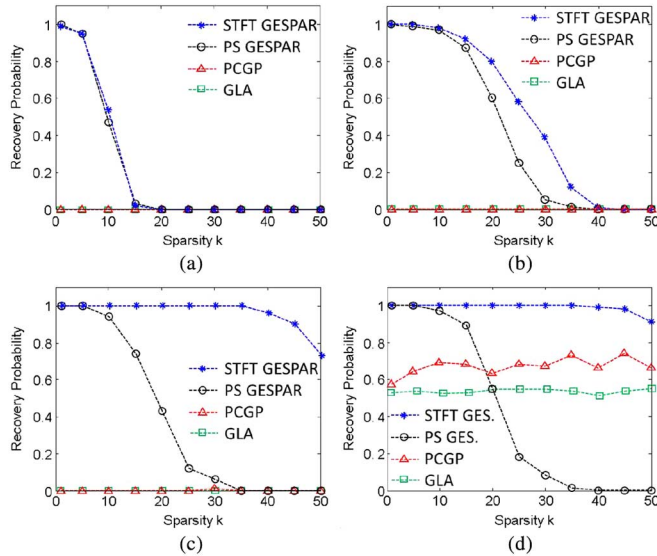 Recovery Probability
1
0.8
0.6
0.4
0.2
0
STFT GESPAR
PS GESPAR
PCGP
GLA
0 10 20 30 40 50
Sparsity k
(a)
Recovery Probability
1
0.8
0.6
0.4
0.2
0
STFT GESPAR
PS GESPAR
PCGP
GLA
0 10 20 30 40 50
Sparsity k
(b)
Recovery Probability
1
0.8
0.6
0.4
0.2
0
STFT GESPAR
PS GESPAR
PCGP
GLA
0 10 20 30 40 50
Sparsity k
(c)
Recovery Probability
1
0.8
0.6
0.4
0.2
0
STFT GES.
PS GES.
PCGP
GLA
0 10 20 30 40 50
Sparsity k
(d)